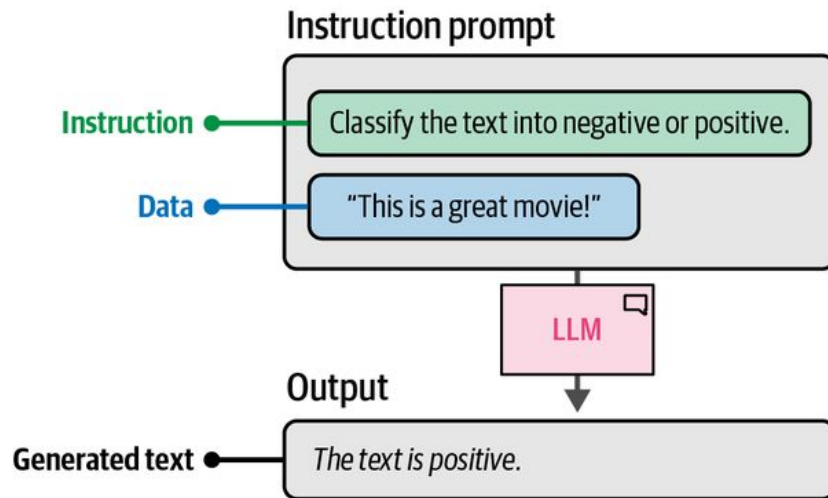 Instruction prompt
Instruction
Classify the text into negative or positive.
Data
“This is a great movie!”
LLM
Output
Generated text
The text is positive.